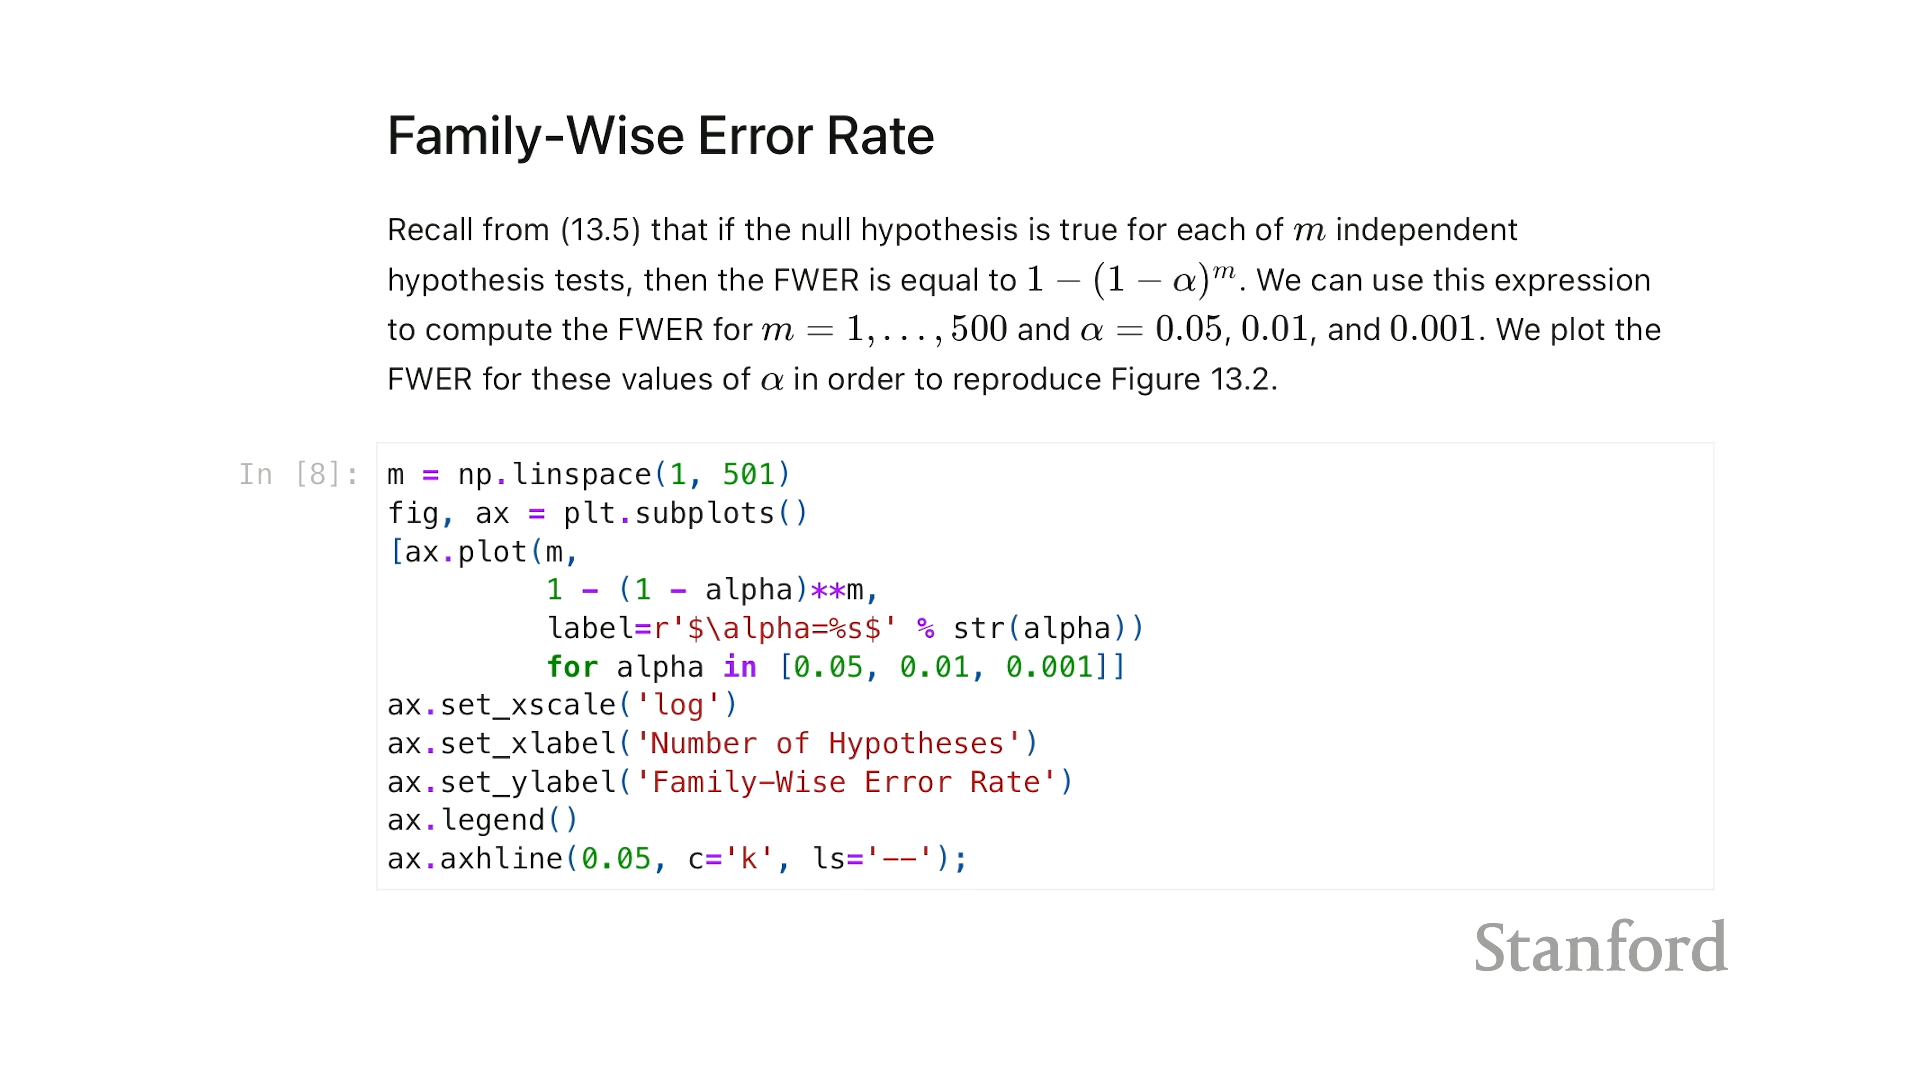 Family-Wise Error Rate
Recall from (13.5) that if the null hypothesis is true for each of m independent
hypothesis tests, then the FWER is equal to 1 − (1 − α)^m. We can use this expression
to compute the FWER for m = 1, . . . , 500 and α = 0.05, 0.01, and 0.001. We plot the
FWER for these values of α in order to reproduce Figure 13.2.
In [8]: m = np.linspace(1, 501)
fig, ax = plt.subplots()
[ax.plot(m,
         1 - (1 - alpha)**m,
         label=r'$\alpha=%s$' % str(alpha))
         for alpha in [0.05, 0.01, 0.001]]
ax.set_xscale('log')
ax.set_xlabel('Number of Hypotheses')
ax.set_ylabel('Family-Wise Error Rate')
ax.legend()
ax.axhline(0.05, c='k', ls='--');
Stanford